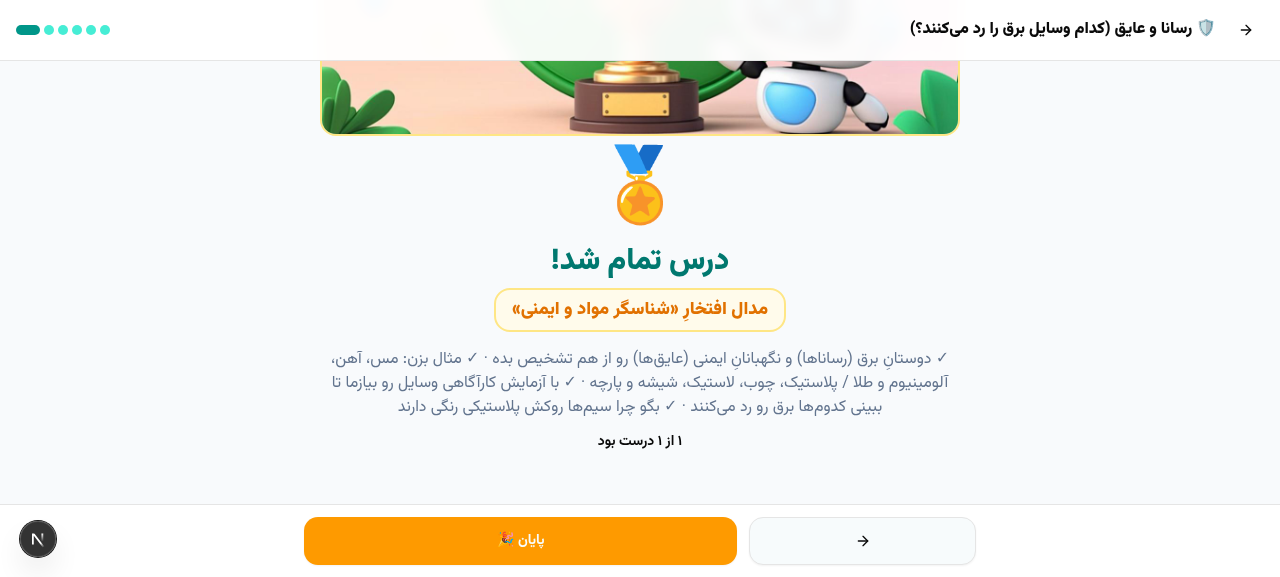 🛡️ رسانا و عایق (کدام وسایل برق را رد می‌کنند؟)
درس تمام شد!
مدال افتخارِ «شناسگر مواد و ایمنی»
✓ دوستانِ برق (رساناها) و نگهبانانِ ایمنی (عایق‌ها) رو از هم تشخیص بده · ✓ مثال بزن: مس، آهن،
آلومینیوم و طلا / پلاستیک، چوب، لاستیک، شیشه و پارچه · ✓ با آزمایش کارآگاهی وسایل رو بیازما تا
ببینی کدوم‌ها برق رو رد می‌کنند · ✓ بگو چرا سیم‌ها روکش پلاستیکی رنگی دارند
۱ از ۱ درست بود
پایان 🎉
N